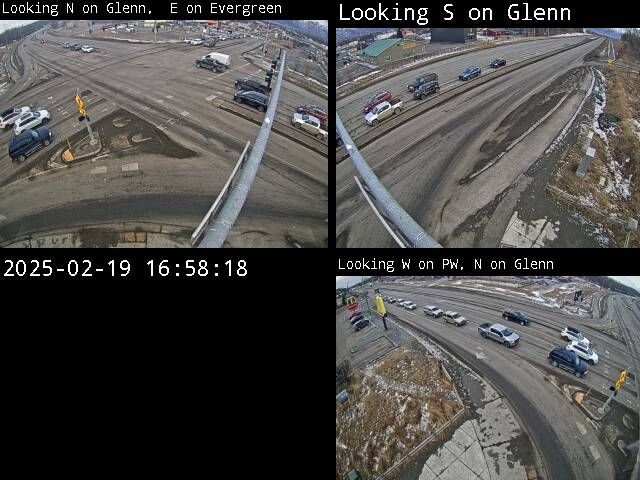 Looking N on Glenn,  E on Evergreen
Looking S on Glenn
2025-02-19 16:58:18
Looking W on PW, N on Glenn